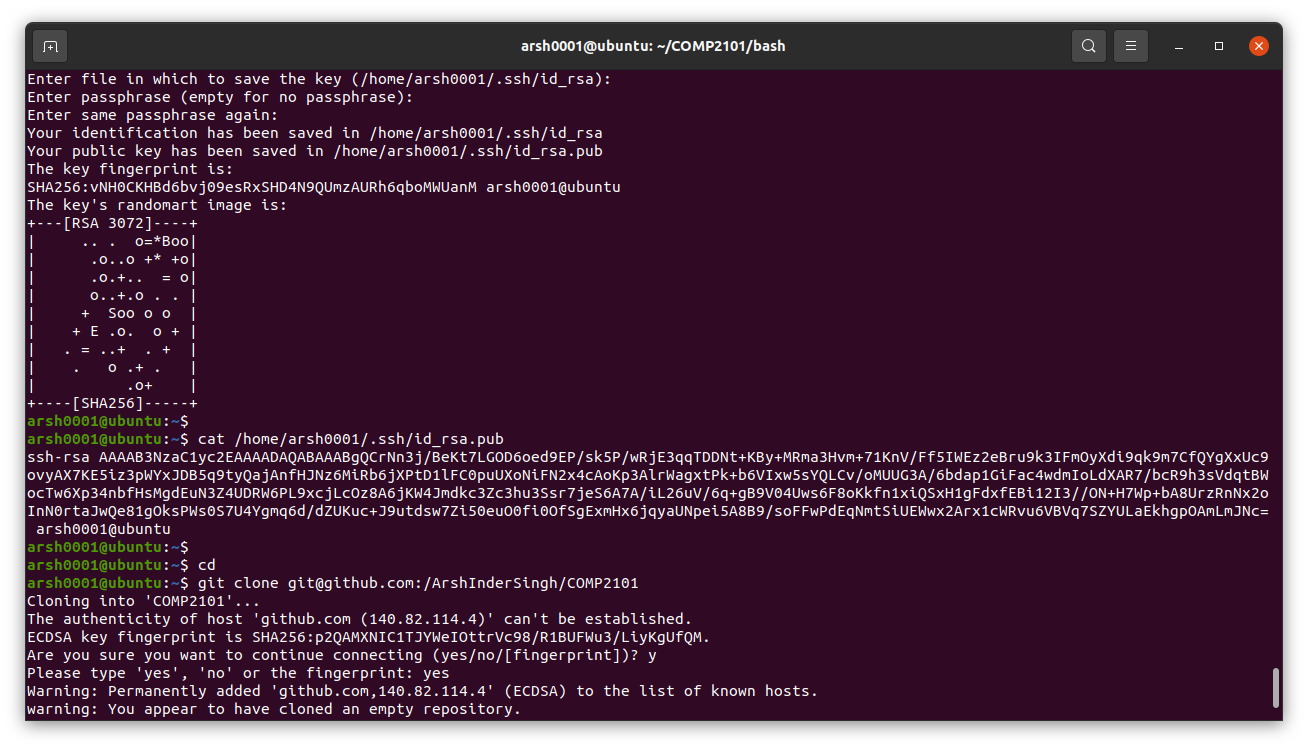 arsh0001@ubuntu: ~/COMP2101/bash
Enter file in which to save the key (/home/arsh0001/.ssh/id_rsa):
Enter passphrase (empty for no passphrase):
Enter same passphrase again:
Your identification has been saved in /home/arsh0001/.ssh/id_rsa
Your public key has been saved in /home/arsh0001/.ssh/id_rsa.pub
The key fingerprint is:
SHA256:vNH0CKHBd6bvj09esRxSHD4N9QUmzAURh6qboMWUanM arsh0001@ubuntu
The key's randomart image is:
+---[RSA 3072]----+
|     .. .  o=*Boo|
|      .o..o +* +o|
|      .o.+..  = o|
|      o..+.o . . |
|     +  Soo o o  |
|    + E .o.  o + |
|   . = ..+  . +  |
|    .   o .+ .   |
|          .o+    |
+----[SHA256]-----+
arsh0001@ubuntu:~$
arsh0001@ubuntu:~$ cat /home/arsh0001/.ssh/id_rsa.pub
ssh-rsa AAAAB3NzaC1yc2EAAAADAQABAAABgQCrNn3j/BeKt7LGOD6oed9EP/sk5P/wRjE3qqTDDNt+KBy+MRma3Hvm+71KnV/Ff5IWEz2eBru9k3IFmOyXdi9qk9m7CfQYgXxUc9
ovyAX7KE5iz3pWYxJDB5q9tyQajAnfHJNz6MiRb6jXPtD1lFC0puUXoNiFN2x4cAoKp3AlrWagxtPk+b6VIxw5sYQLCv/oMUUG3A/6bdap1GiFac4wdmIoLdXAR7/bcR9h3sVdqtBW
ocTw6Xp34nbfHsMgdEuN3Z4UDRW6PL9xcjLcOz8A6jKW4Jmdkc3Zc3hu3Ssr7jeS6A7A/iL26uV/6q+gB9V04Uws6F8oKkfn1xiQSxH1gFdxfEBi12I3//ON+H7Wp+bA8UrzRnNx2o
InN0rtaJwQe81gOksPWs0S7U4Ygmq6d/dZUKuc+J9utdsw7Zi50euO0fi0OfSgExmHx6jqyaUNpei5A8B9/soFFwPdEqNmtSiUEWwx2Arx1cWRvu6VBVq7SZYULaEkhgpOAmLmJNc=
 arsh0001@ubuntu
arsh0001@ubuntu:~$
arsh0001@ubuntu:~$ cd
arsh0001@ubuntu:~$ git clone git@github.com:/ArshInderSingh/COMP2101
Cloning into 'COMP2101'...
The authenticity of host 'github.com (140.82.114.4)' can't be established.
ECDSA key fingerprint is SHA256:p2QAMXNIC1TJYWeIOttrVc98/R1BUFWu3/LiyKgUfQM.
Are you sure you want to continue connecting (yes/no/[fingerprint])? y
Please type 'yes', 'no' or the fingerprint: yes
Warning: Permanently added 'github.com,140.82.114.4' (ECDSA) to the list of known hosts.
warning: You appear to have cloned an empty repository.